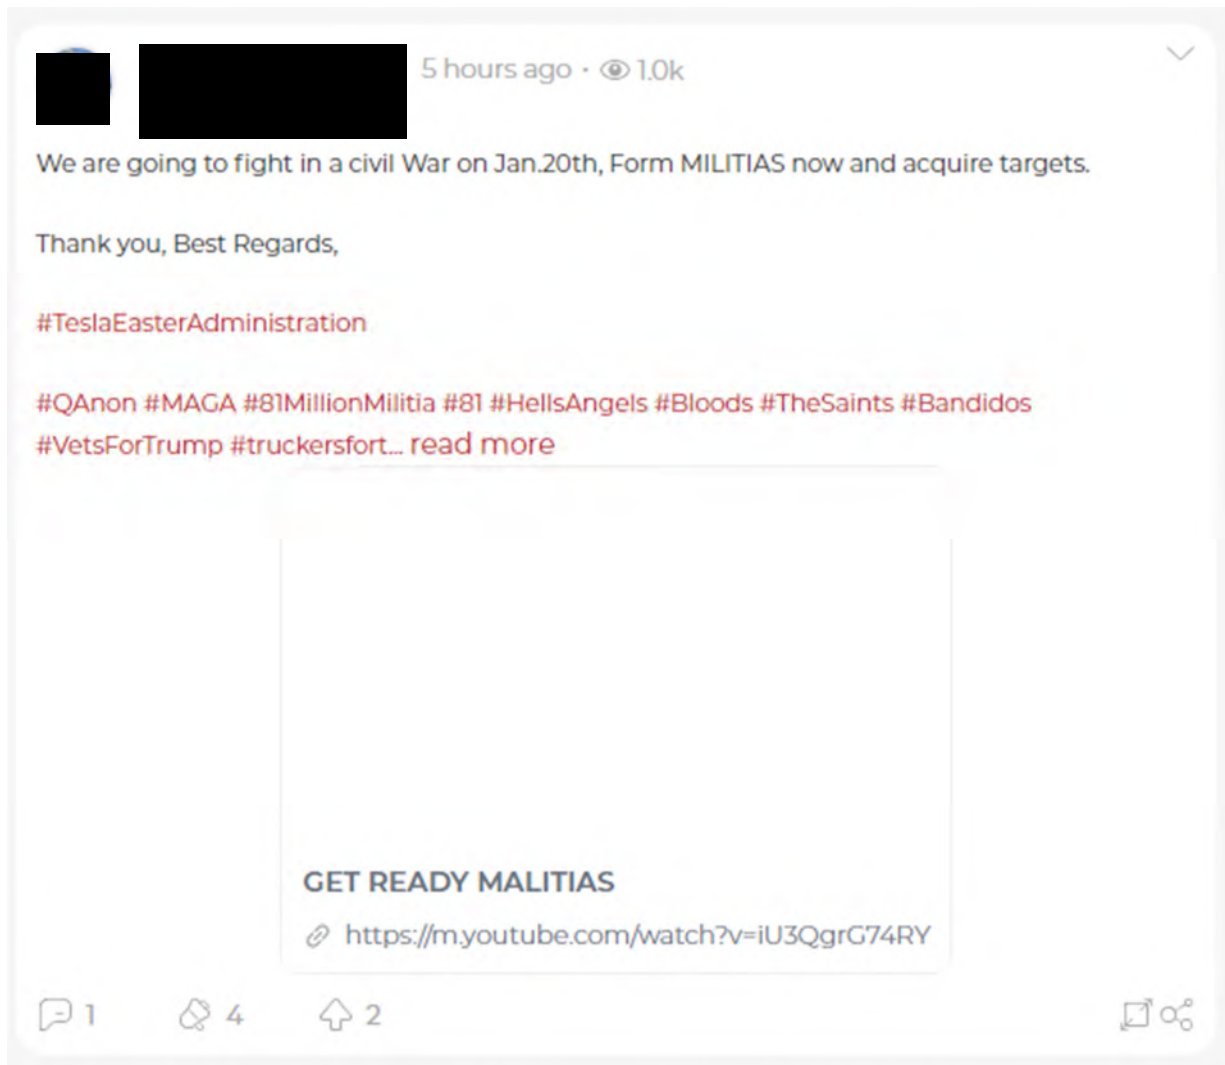 5 hours ago · 1.0k
We are going to fight in a civil War on Jan.20th, Form MILITIAS now and acquire targets.
Thank you, Best Regards,
#TeslaEasterAdministration
#QAnon #MAGA #81MillionMilitia #81 #HellsAngels #Bloods #TheSaints #Bandidos
#VetsForTrump #truckersfort... read more
GET READY MALITIAS
https://m.youtube.com/watch?v=iU3QgrG74RY
1 4 2